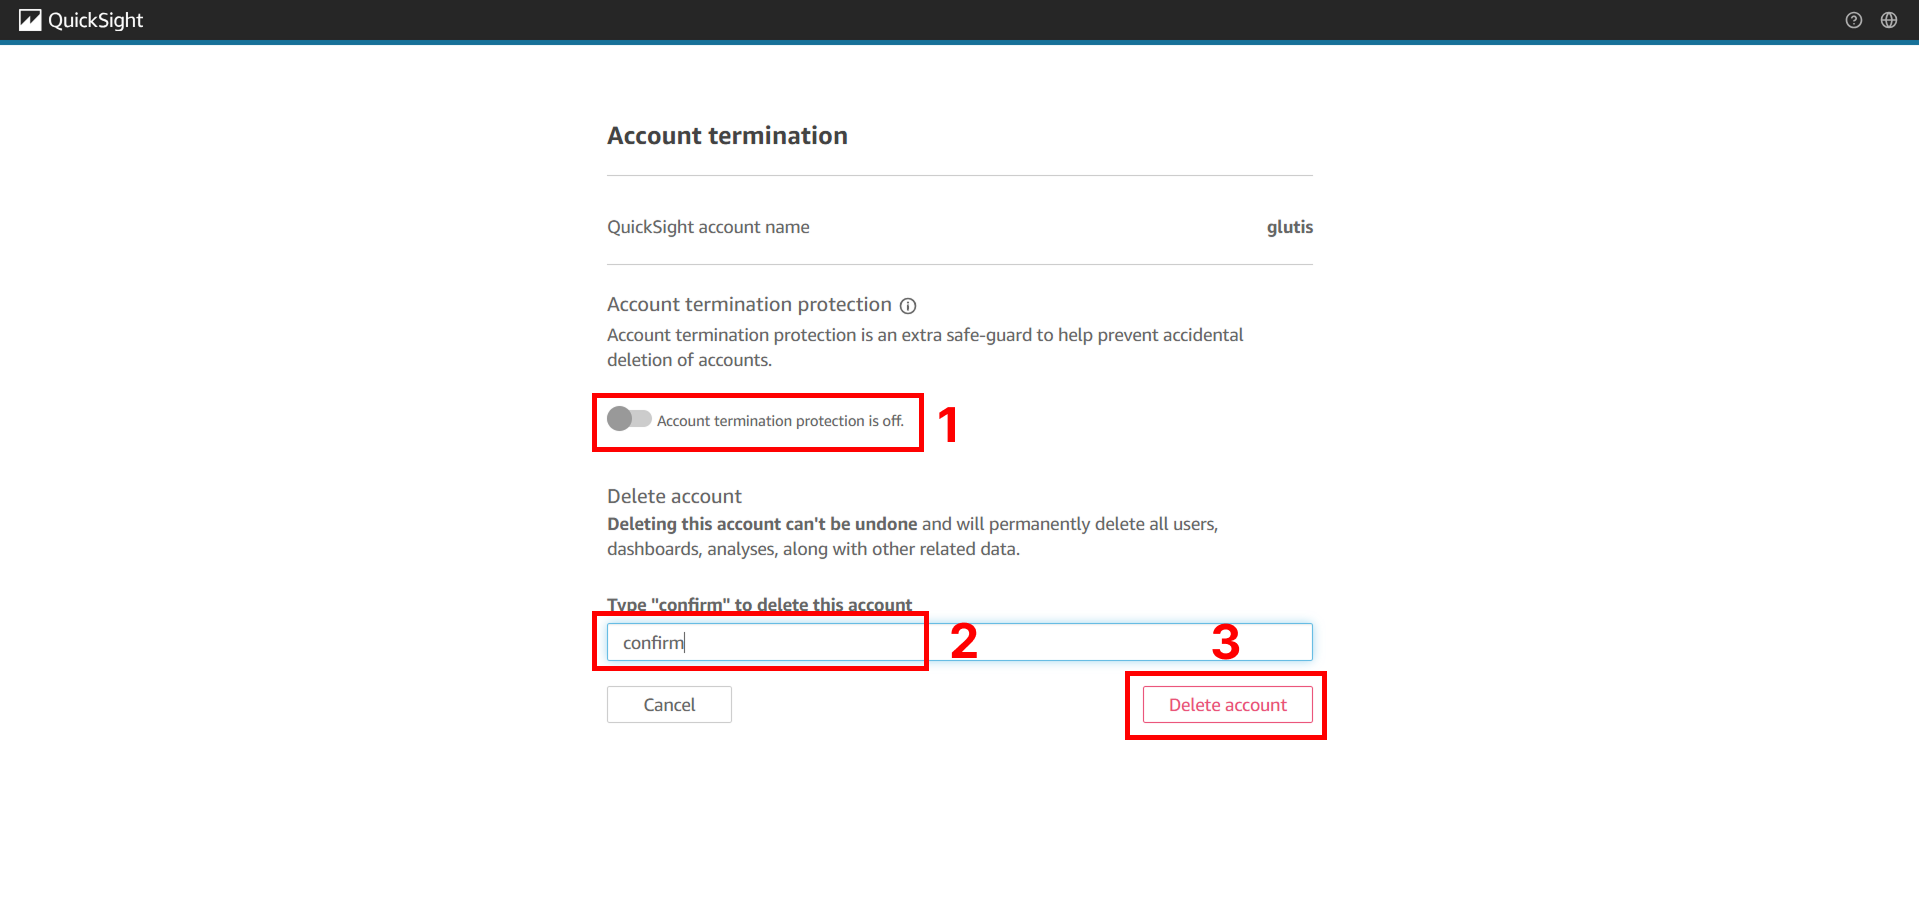 QuickSight
Account termination
QuickSight account name glutis
Account termination protection
Account termination protection is an extra safe-guard to help prevent accidental
deletion of accounts.
Account termination protection is off. 1
Delete account
Deleting this account can't be undone and will permanently delete all users,
dashboards, analyses, along with other related data.
Type "confirm" to delete this account
confirm 2 3
Cancel Delete account